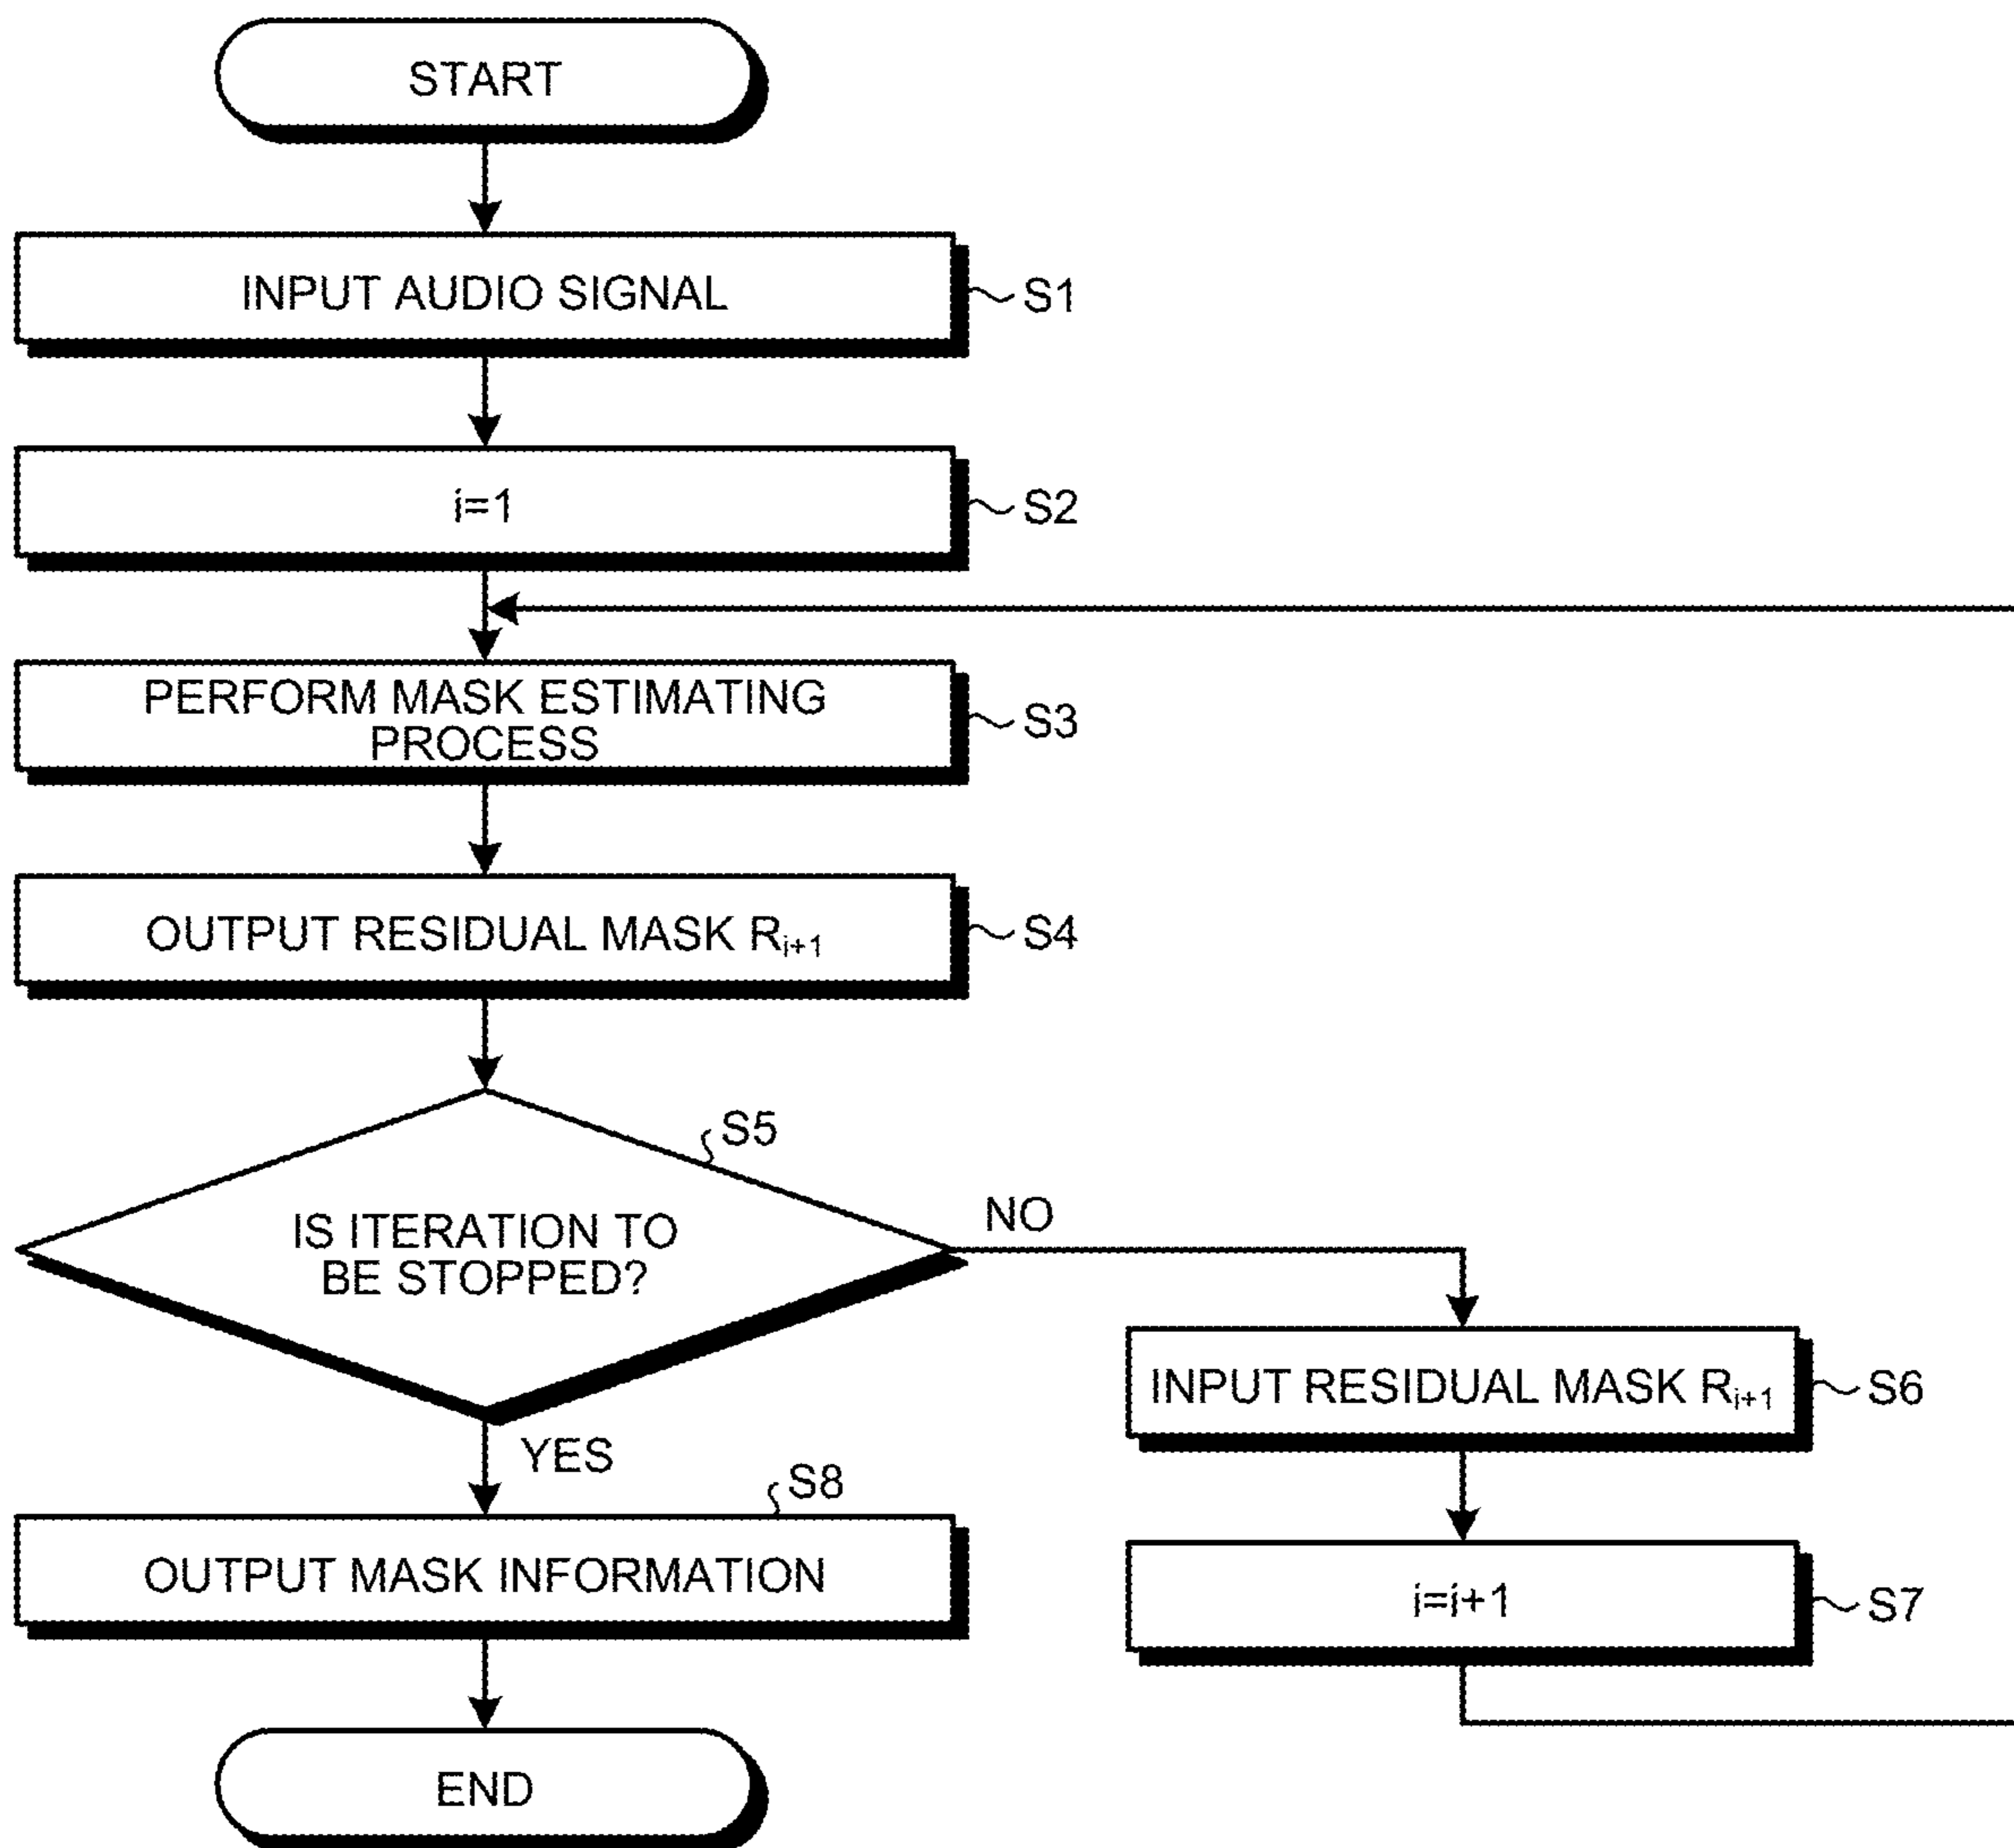 START
INPUT AUDIO SIGNAL
S1
i=1
S2
PERFORM MASK ESTIMATING
PROCESS
S3
OUTPUT RESIDUAL MASK Ri+1
S4
S5
IS ITERATION TO
BE STOPPED?
NO
YES
INPUT RESIDUAL MASK Ri+1
S6
i=i+1
S7
S8
OUTPUT MASK INFORMATION
END